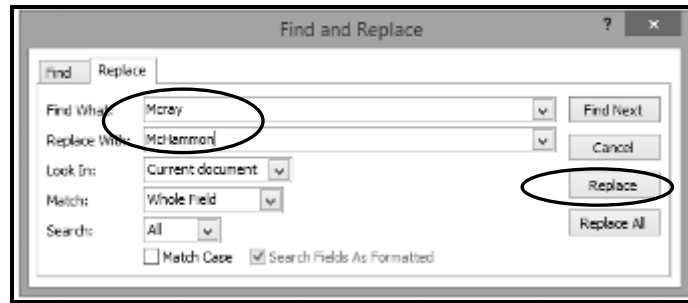 Find and Replace ? ×
Find Replace
Find What: Mcray Find Next
Replace With: McHammon Cancel
Look In: Current document Replace
Match: Whole Field
Search: All Replace All
Match Case Search Fields As Formatted